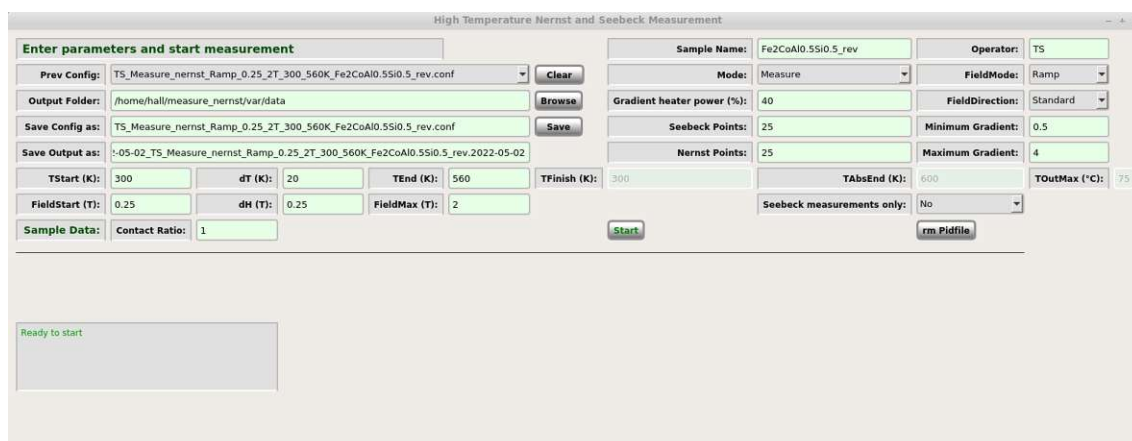 High Temperature Nernst and Seebeck Measurement
Enter parameters and start measurement Sample Name: Fe2CoAl0.5Si0.5_rev Operator: TS
Prev Config: TS_Measure_nernst_Ramp_0.25_2T_300_560K_Fe2CoAl0.5Si0.5_rev.conf Clear Mode: Measure FieldMode: Ramp
Output Folder: /home/hall/measure_nernst/var/data Browse Gradient heater power (%): 40 FieldDirection: Standard
Save Config as: TS_Measure_nernst_Ramp_0.25_2T_300_560K_Fe2CoAl0.5Si0.5_rev.conf Save Seebeck Points: 25 Minimum Gradient: 0.5
Save Output as: -05-02_TS_Measure_nernst_Ramp_0.25_2T_300_560K_Fe2CoAl0.5Si0.5_rev.2022-05-02 Nernst Points: 25 Maximum Gradient: 4
TStart (K): 300 dT (K): 20 TEnd (K): 560 TFinish (K): 300 TAbsEnd (K): 600 TOutMax (°C): 75
FieldStart (T): 0.25 dH (T): 0.25 FieldMax (T): 2 Seebeck measurements only: No
Sample Data: Contact Ratio: 1 Start rm Pidfile
Ready to start